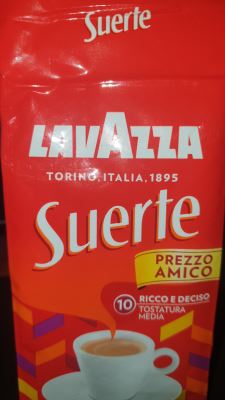 Suerte
LAVAZZA
TORINO, ITALIA, 1895
Suerte
PREZZO
AMICO
10 RICCO E DECISO
TOSTATURA
MEDIA